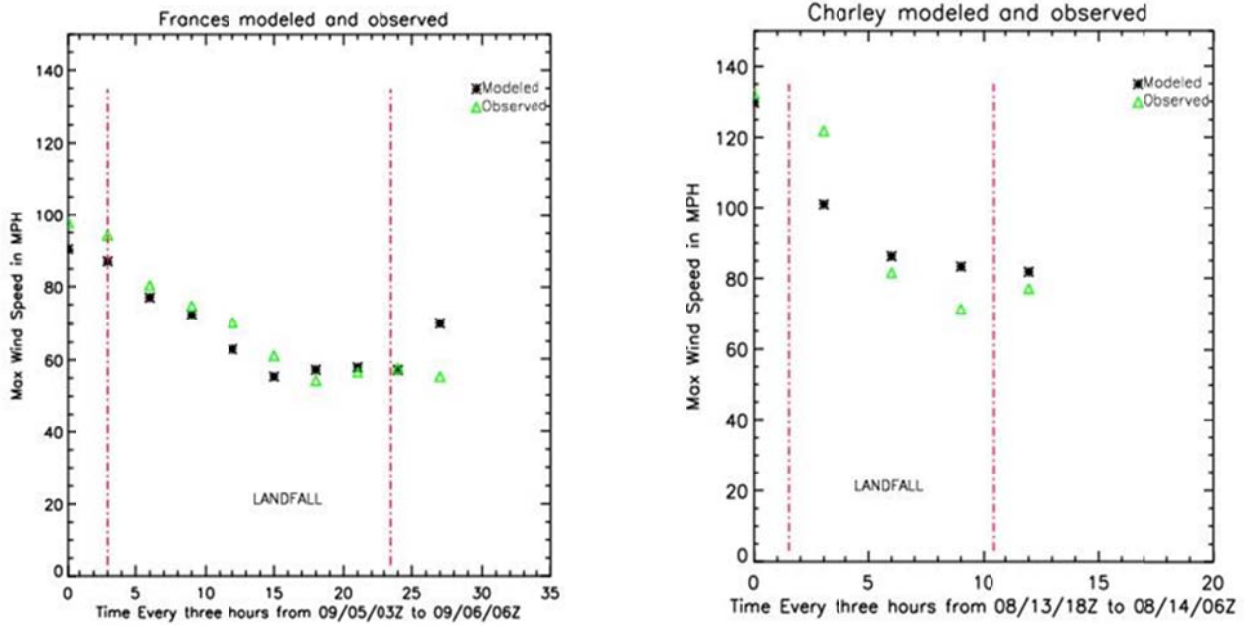 Frances modeled and observed
140
120
100
80
60
40
20
0
Max Wind Speed in MPH
Modeled
Observed
LANDFALL
0 5 10 15 20 25 30 35
Time Every three hours from 09/05/03Z to 09/06/06Z
Charley modeled and observed
140
120
100
80
60
40
20
0
Max Wind Speed in MPH
Modeled
Observed
LANDFALL
0 5 10 15 20
Time Every three hours from 08/13/18Z to 08/14/06Z